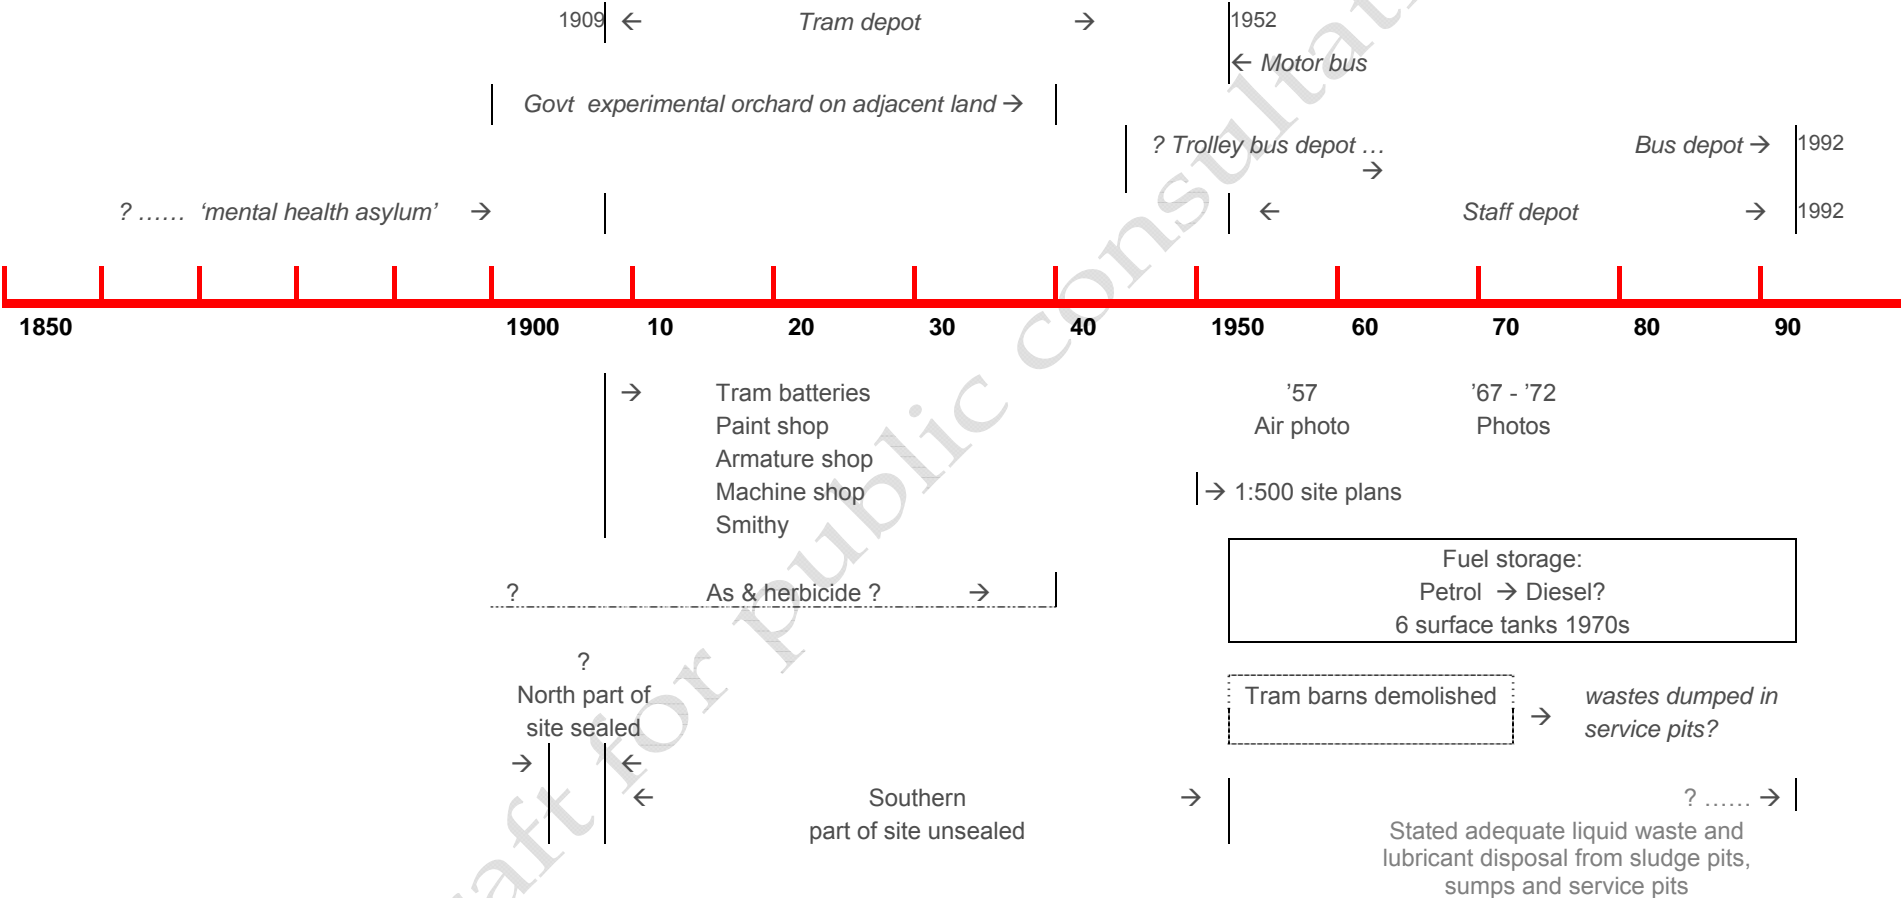 1909 ← Tram depot → 1952
← Motor bus
Govt experimental orchard on adjacent land →
? Trolley bus depot … →
Bus depot → 1992
? …… ‘mental health asylum’ →
← Staff depot → 1992
1850 1900 10 20 30 40 1950 60 70 80 90
→ Tram batteries
Paint shop
Armature shop
Machine shop
Smithy
’57
Air photo
’67 - ’72
Photos
→ 1:500 site plans
Fuel storage:
Petrol → Diesel?
6 surface tanks 1970s
? As & herbicide ? →
?
North part of
site sealed
→ ←
Tram barns demolished → wastes dumped in
service pits?
← Southern →
part of site unsealed
? …… →
Stated adequate liquid waste and
lubricant disposal from sludge pits,
sumps and service pits
raft for public consultati